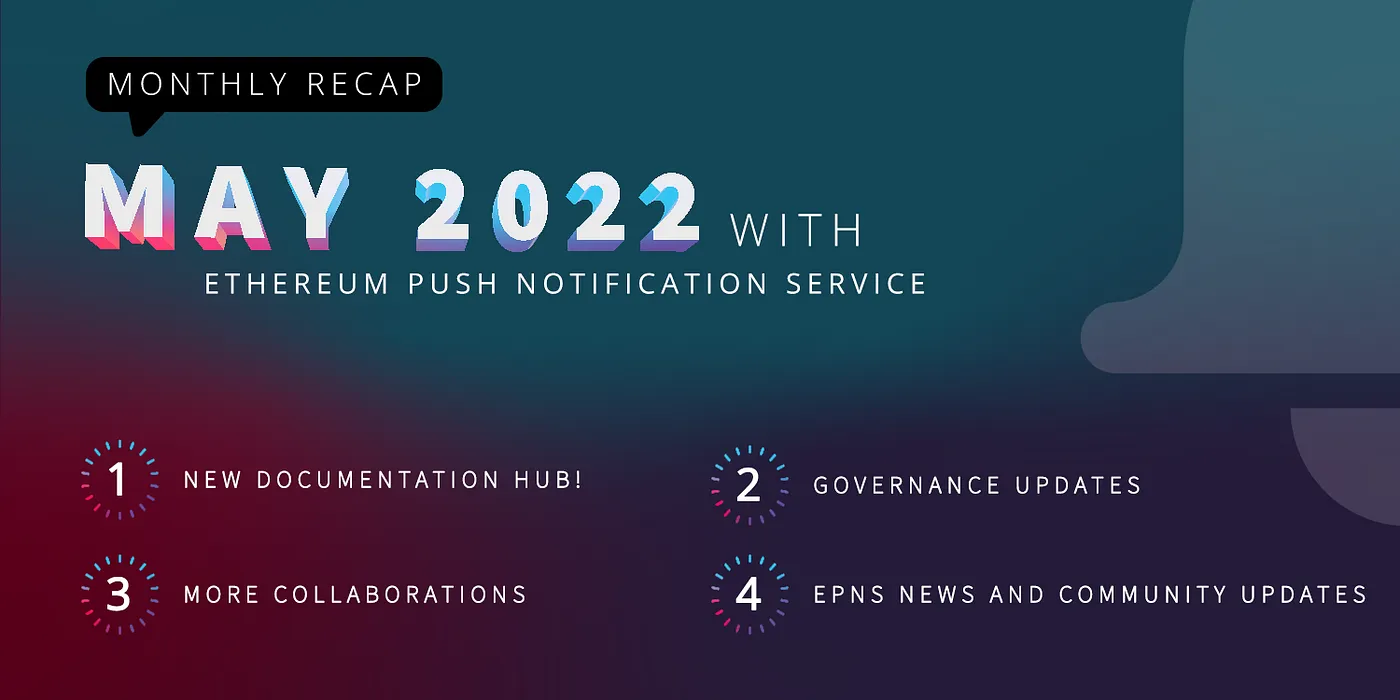 MONTHLY RECAP
MAY 2022 WITH
ETHEREUM PUSH NOTIFICATION SERVICE
1 NEW DOCUMENTATION HUB!
2 GOVERNANCE UPDATES
3 MORE COLLABORATIONS
4 EPNS NEWS AND COMMUNITY UPDATES